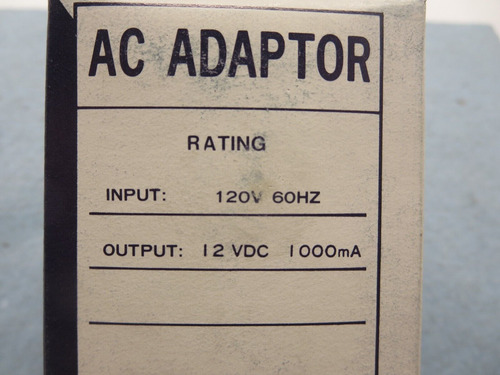 AC ADAPTOR
RATING
INPUT: 120V 60HZ
OUTPUT: 12 VDC 1000mA